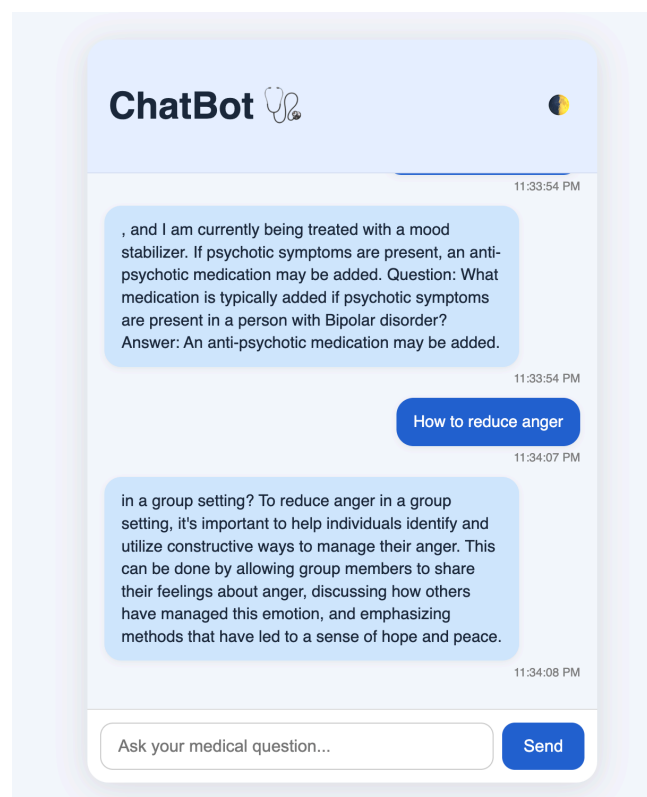 ChatBot
11:33:54 PM
, and I am currently being treated with a mood
stabilizer. If psychotic symptoms are present, an anti-
psychotic medication may be added. Question: What
medication is typically added if psychotic symptoms
are present in a person with Bipolar disorder?
Answer: An anti-psychotic medication may be added.
11:33:54 PM
How to reduce anger
11:34:07 PM
in a group setting? To reduce anger in a group
setting, it's important to help individuals identify and
utilize constructive ways to manage their anger. This
can be done by allowing group members to share
their feelings about anger, discussing how others
have managed this emotion, and emphasizing
methods that have led to a sense of hope and peace.
11:34:08 PM
Ask your medical question...
Send